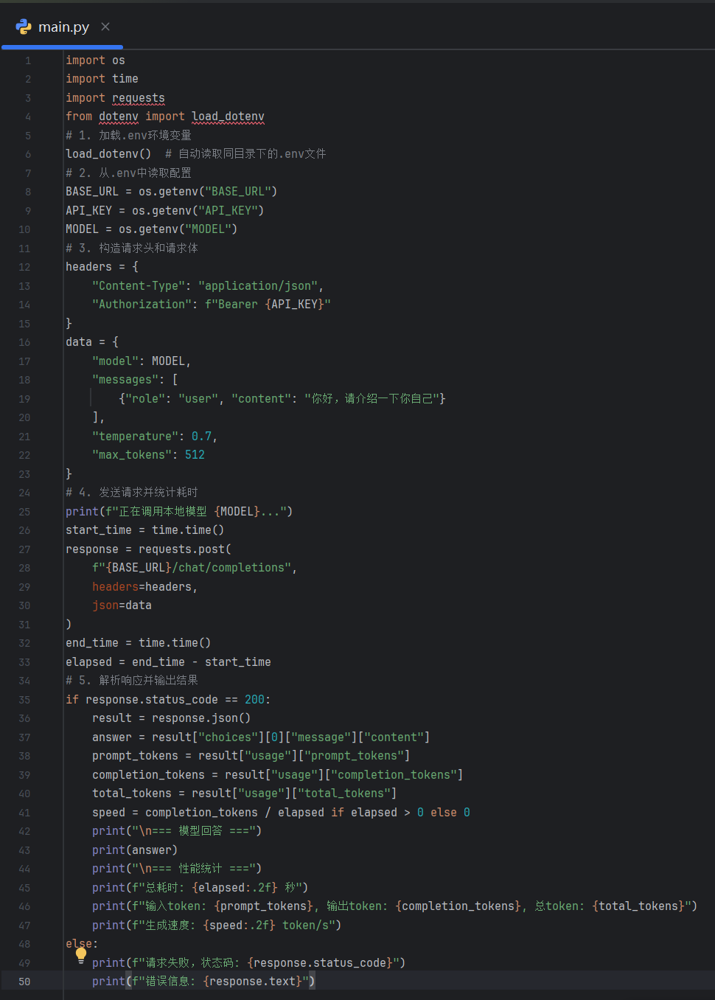 main.py
1 import os
2 import time
3 import requests
4 from dotenv import load_dotenv
5 # 1. 加载.env环境变量
6 load_dotenv()  # 自动读取同目录下的.env文件
7 # 2. 从.env中读取配置
8 BASE_URL = os.getenv("BASE_URL")
9 API_KEY = os.getenv("API_KEY")
10 MODEL = os.getenv("MODEL")
11 # 3. 构造请求头和请求体
12 headers = {
13     "Content-Type": "application/json",
14     "Authorization": f"Bearer {API_KEY}"
15 }
16 data = {
17     "model": MODEL,
18     "messages": [
19         {"role": "user", "content": "你好，请介绍一下你自己"}
20     ],
21     "temperature": 0.7,
22     "max_tokens": 512
23 }
24 # 4. 发送请求并统计耗时
25 print(f"正在调用本地模型 {MODEL}...")
26 start_time = time.time()
27 response = requests.post(
28     f"{BASE_URL}/chat/completions",
29     headers=headers,
30     json=data
31 )
32 end_time = time.time()
33 elapsed = end_time - start_time
34 # 5. 解析响应并输出结果
35 if response.status_code == 200:
36     result = response.json()
37     answer = result["choices"][0]["message"]["content"]
38     prompt_tokens = result["usage"]["prompt_tokens"]
39     completion_tokens = result["usage"]["completion_tokens"]
40     total_tokens = result["usage"]["total_tokens"]
41     speed = completion_tokens / elapsed if elapsed > 0 else 0
42     print("\n=== 模型回答 ===")
43     print(answer)
44     print("\n=== 性能统计 ===")
45     print(f"总耗时: {elapsed:.2f} 秒")
46     print(f"输入token: {prompt_tokens}, 输出token: {completion_tokens}, 总token: {total_tokens}")
47     print(f"生成速度: {speed:.2f} token/s")
48 else:
49     print(f"请求失败，状态码: {response.status_code}")
50     print(f"错误信息: {response.text}")